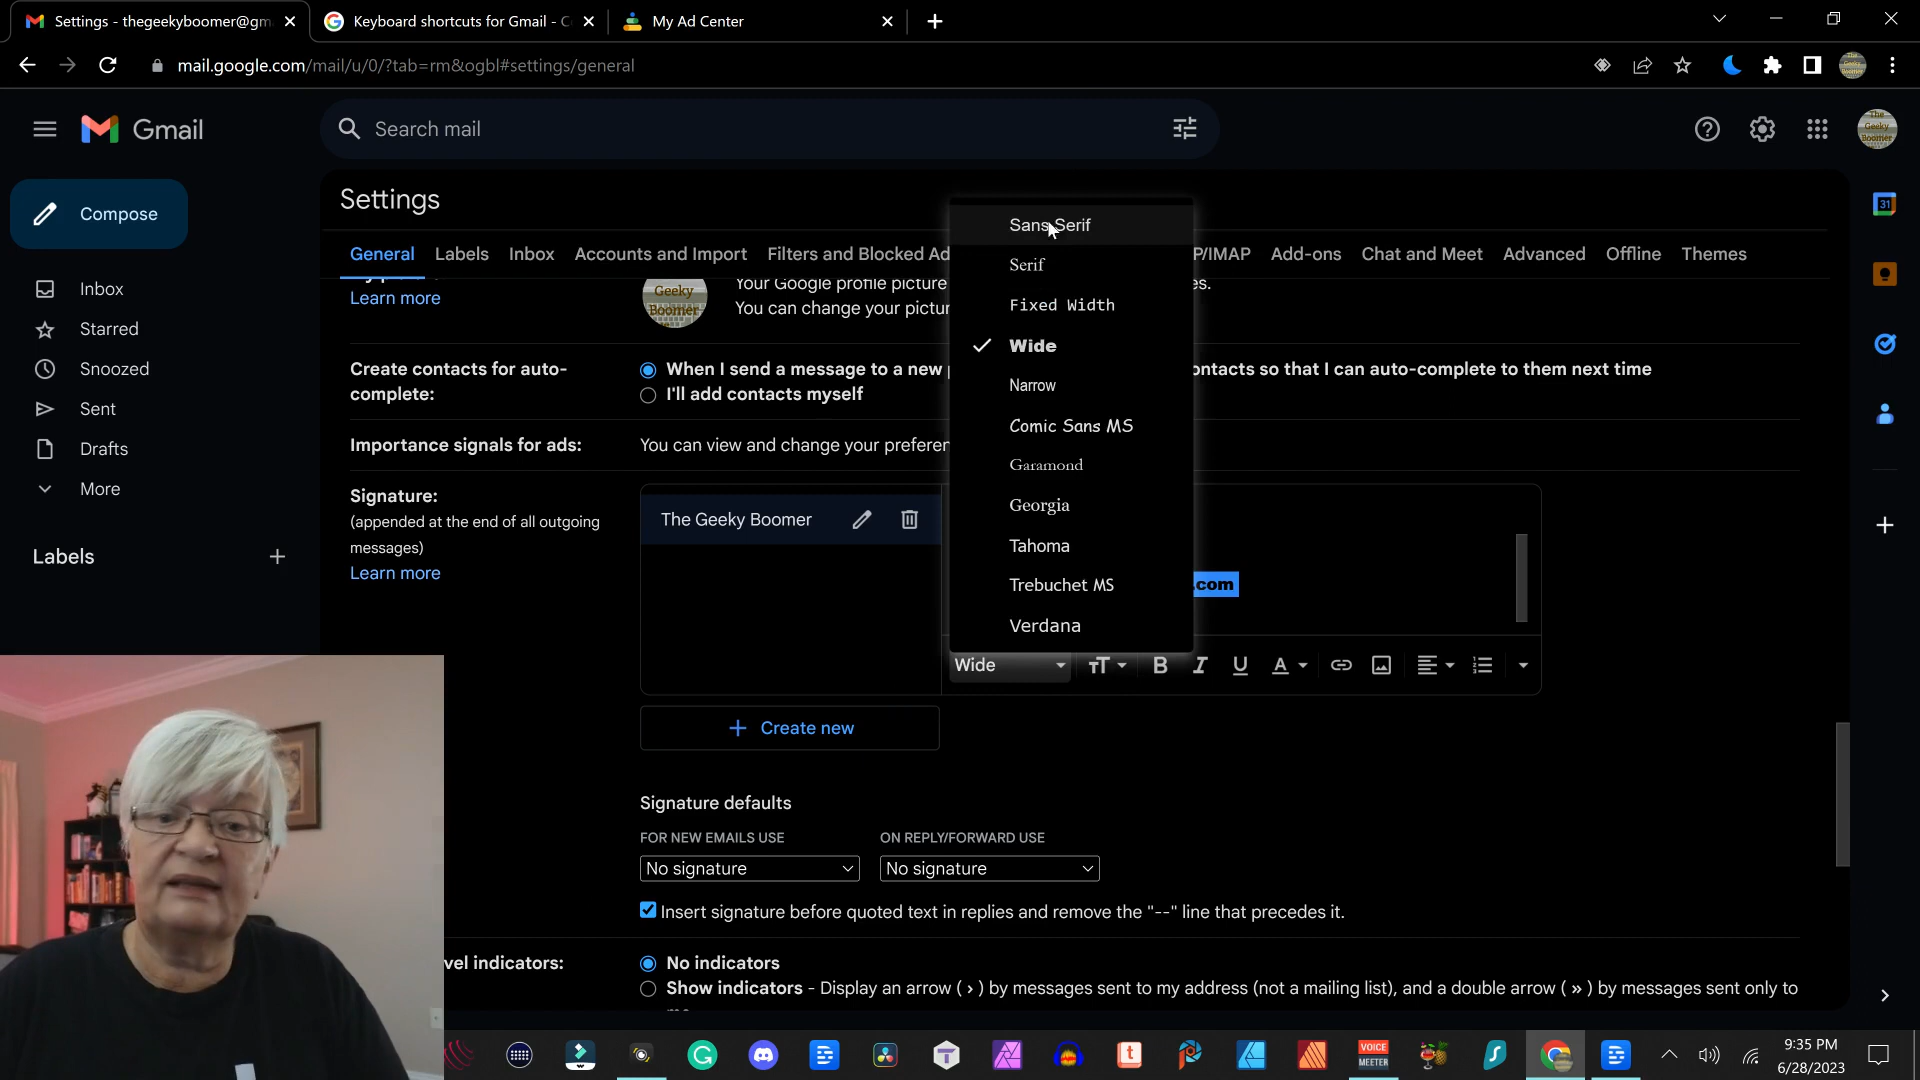 Settings - thegeekyboomer@gm
Keyboard shortcuts for Gmail - C
My Ad Center
mail.google.com/mail/u/0/?tab=rm&ogbl#settings/general
Gmail
Search mail
Compose
Inbox
Starred
Snoozed
Sent
Drafts
More
Labels
Settings
General
Labels
Inbox
Accounts and Import
Filters and Blocked Ad
P/IMAP
Add-ons
Chat and Meet
Advanced
Offline
Themes
Learn more
Geeky
Boomer
Your Google profile picture
es.
You can change your pictur
Create contacts for auto-
complete:
When I send a message to a new p
ontacts so that I can auto-complete to them next time
I'll add contacts myself
Importance signals for ads:
You can view and change your preferen
Signature:
(appended at the end of all outgoing
messages)
Learn more
The Geeky Boomer
.com
Sans Serif
Serif
Fixed Width
Wide
Narrow
Comic Sans MS
Garamond
Georgia
Tahoma
Trebuchet MS
Verdana
Wide
Create new
Signature defaults
FOR NEW EMAILS USE
ON REPLY/FORWARD USE
No signature
No signature
Insert signature before quoted text in replies and remove the "--" line that precedes it.
vel indicators:
No indicators
Show indicators - Display an arrow ( › ) by messages sent to my address (not a mailing list), and a double arrow ( » ) by messages sent only to
31
VOICE
MEETER
9:35 PM
6/28/2023